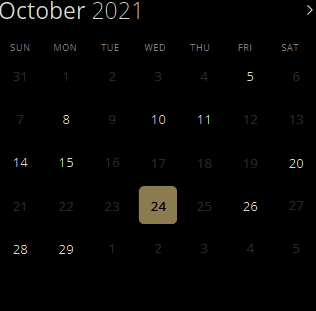 October 2021 >
SUN MON TUE WED THU FRI SAT
31 1 2 3 4 5 6
7 8 9 10 11 12 13
14 15 16 17 18 19 20
21 22 23 24 25 26 27
28 29 1 2 3 4 5